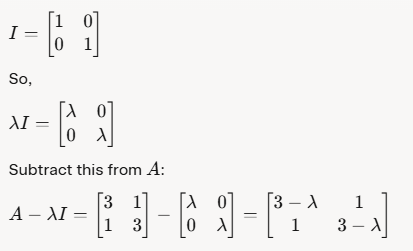 I = [1 0
0 1]
So,
λI = [λ 0
0 λ]
Subtract this from A:
A − λI = [3 1
1 3] − [λ 0
0 λ] = [3 − λ 1
1 3 − λ]